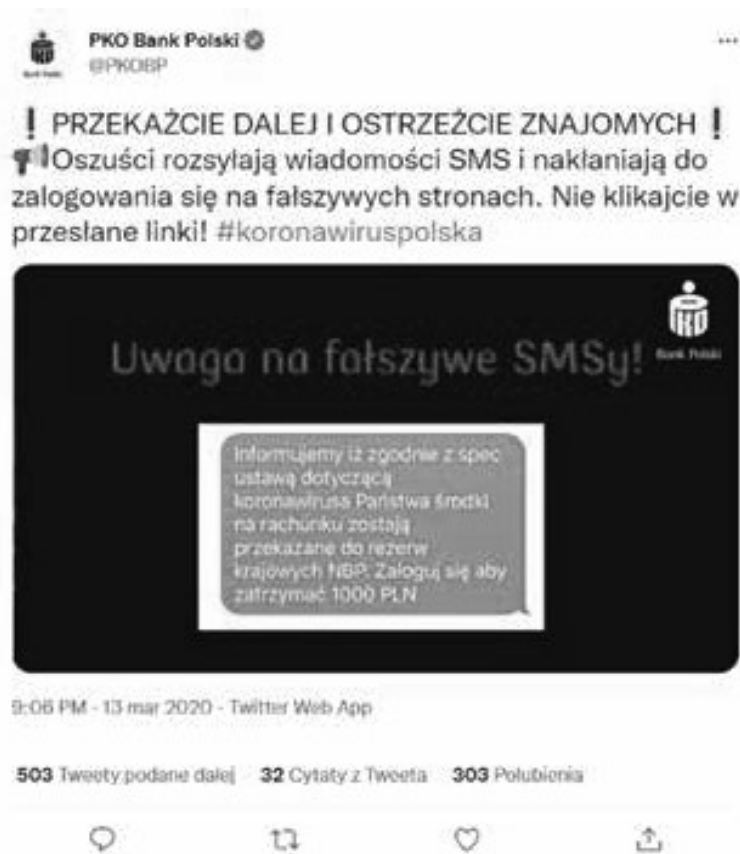 PKO Bank Polski
@PKOBP
❗ PRZEKAŻCIE DALEJ I OSTRZEŻCIE ZNAJOMYCH ❗
📢Oszuści rozsyłają wiadomości SMS i nakłaniają do
zalogowania się na fałszywych stronach. Nie klikajcie w
przesłane linki! #koronawiruspolska
Bank Polski
Uwaga na fałszywe SMSy!
Informujemy iż zgodnie z spec
ustawą dotyczącą
koronawirusa Państwa środki
na rachunku zostają
przekazane do rezerw
krajowych NBP. Zaloguj się aby
zatrzymać 1000 PLN
9:06 PM - 13 mar 2020 - Twitter Web App
503 Tweety podane dalej 32 Cytaty z Tweeta 303 Polubienia